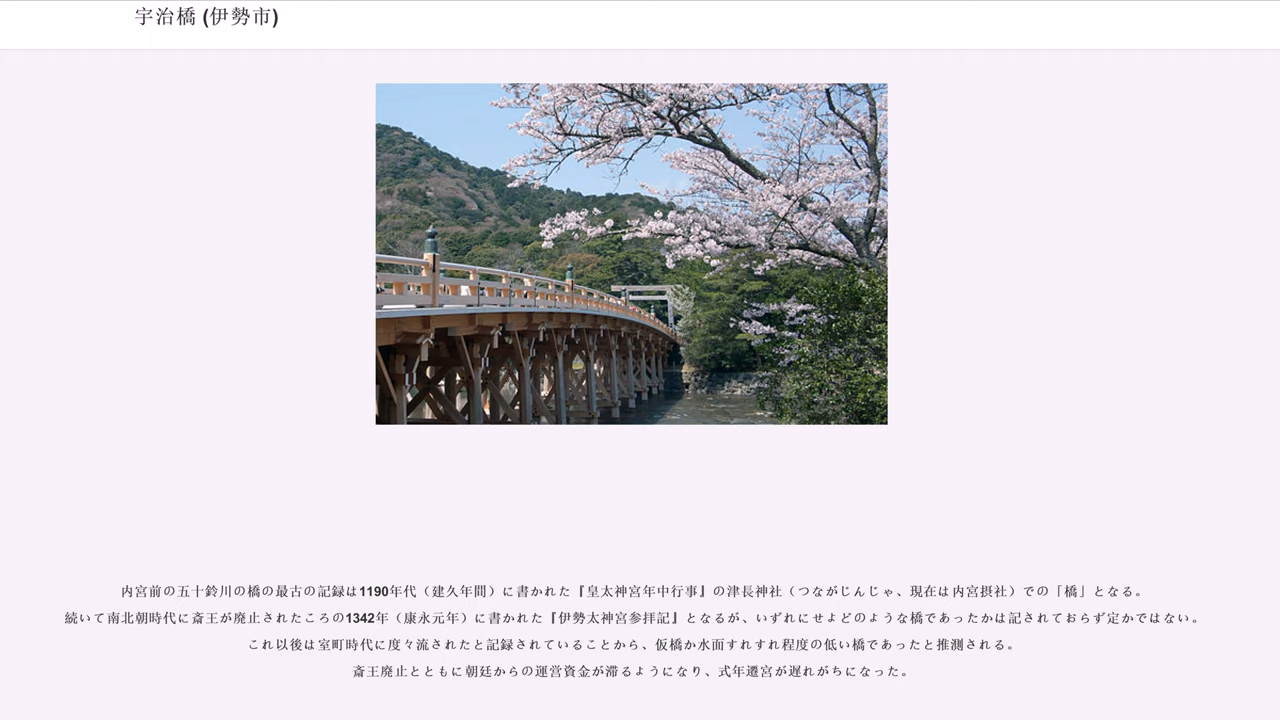 宇治橋 (伊勢市)
内宮前の五十鈴川の橋の最古の記録は1190年代（建久年間）に書かれた『皇太神宮年中行事』の津長神社（つながじんじゃ、現在は内宮摂社）での「橋」となる。
続いて南北朝時代に斎王が廃止されたころの1342年（康永元年）に書かれた『伊勢太神宮参拝記』となるが、いずれにせよどのような橋であったかは記されておらず定かではない。
これ以後は室町時代に度々流されたと記録されていることから、仮橋か水面すれすれ程度の低い橋であったと推測される。
斎王廃止とともに朝廷からの運営資金が滞るようになり、式年遷宮が遅れがちになった。